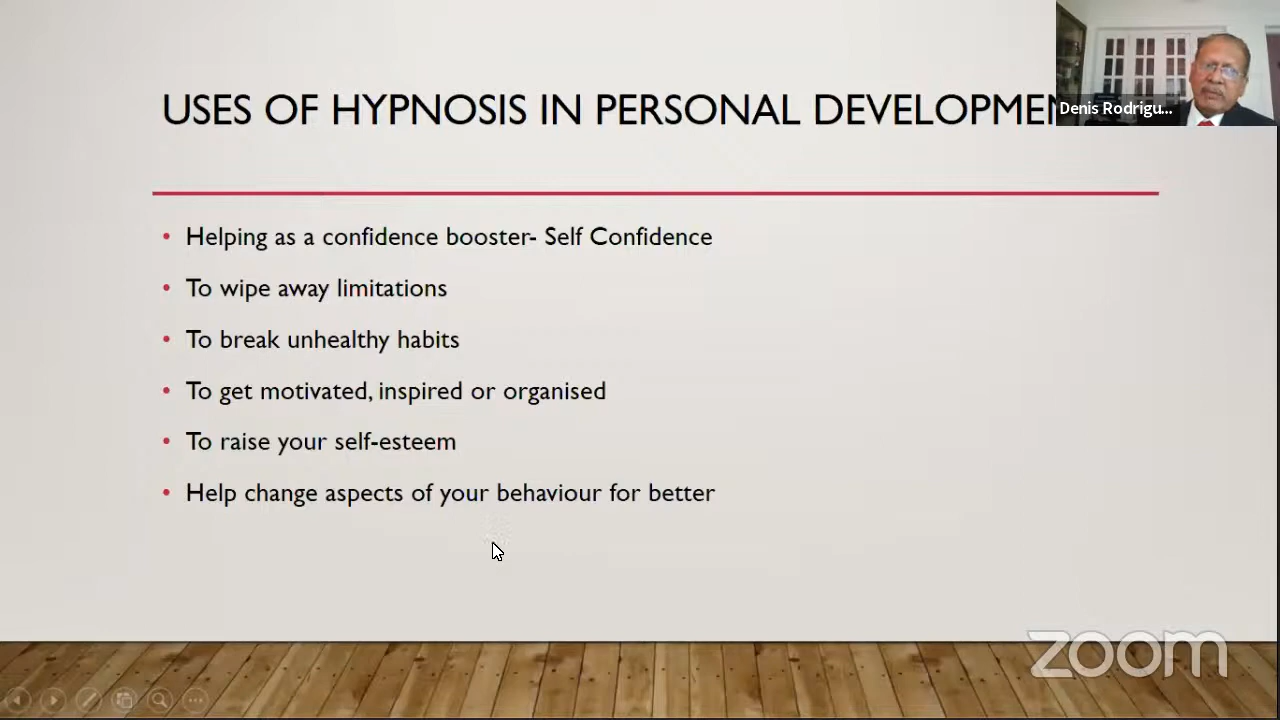 USES OF HYPNOSIS IN PERSONAL DEVELOPMEN
Denis Rodrigu...
• Helping as a confidence booster- Self Confidence
• To wipe away limitations
• To break unhealthy habits
• To get motivated, inspired or organised
• To raise your self-esteem
• Help change aspects of your behaviour for better
zoom